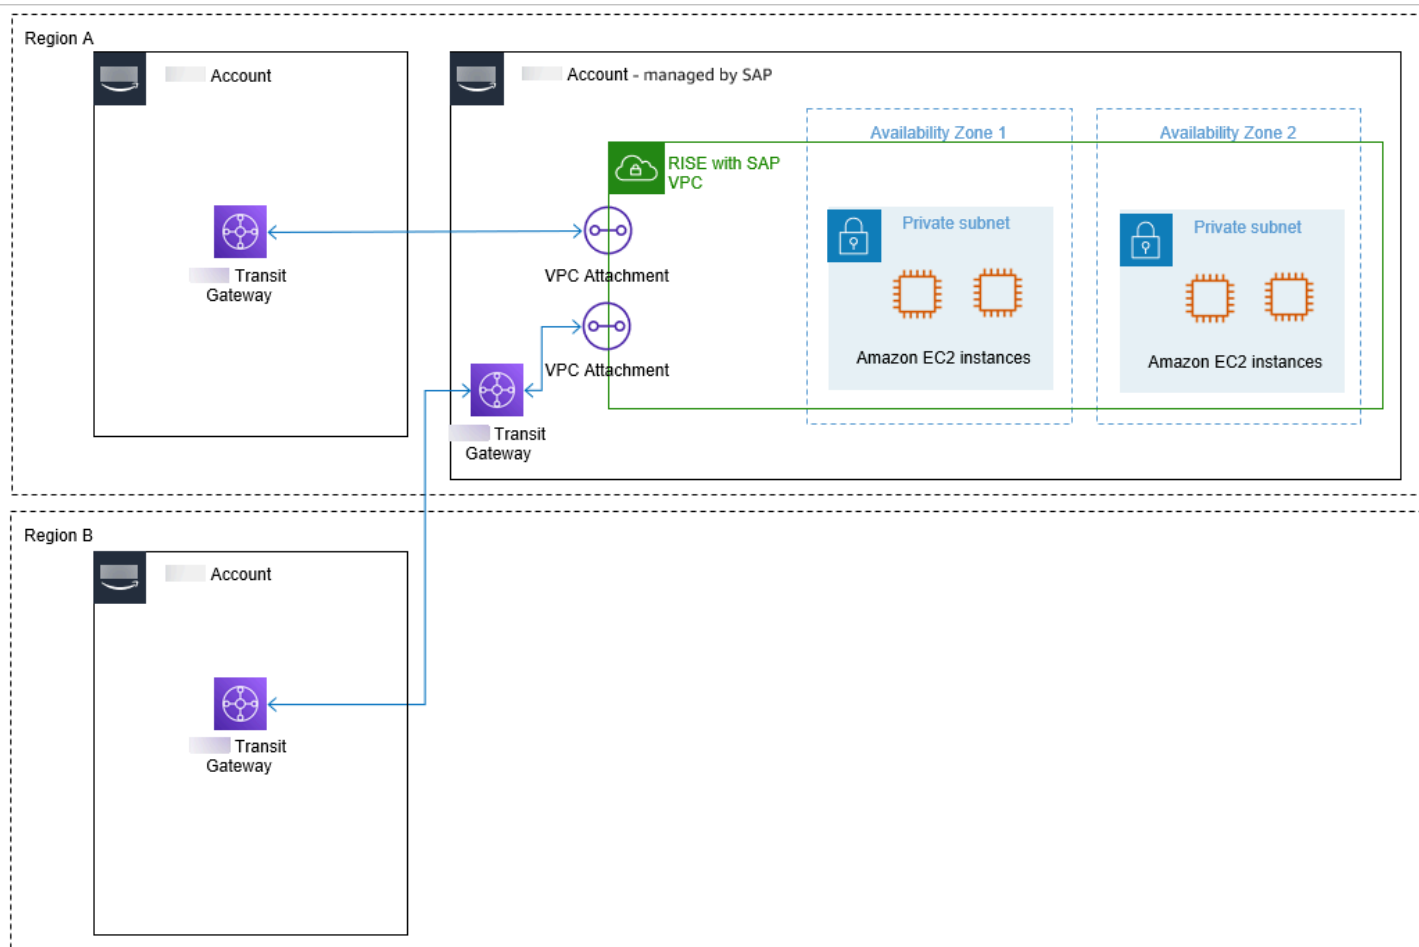 Region A
Account
Account - managed by SAP
Availability Zone 1
Availability Zone 2
RISE with SAP
VPC
Private subnet
Private subnet
VPC Attachment
Transit
Gateway
Amazon EC2 instances
Amazon EC2 instances
VPC Attachment
Transit
Gateway
Region B
Account
Transit
Gateway